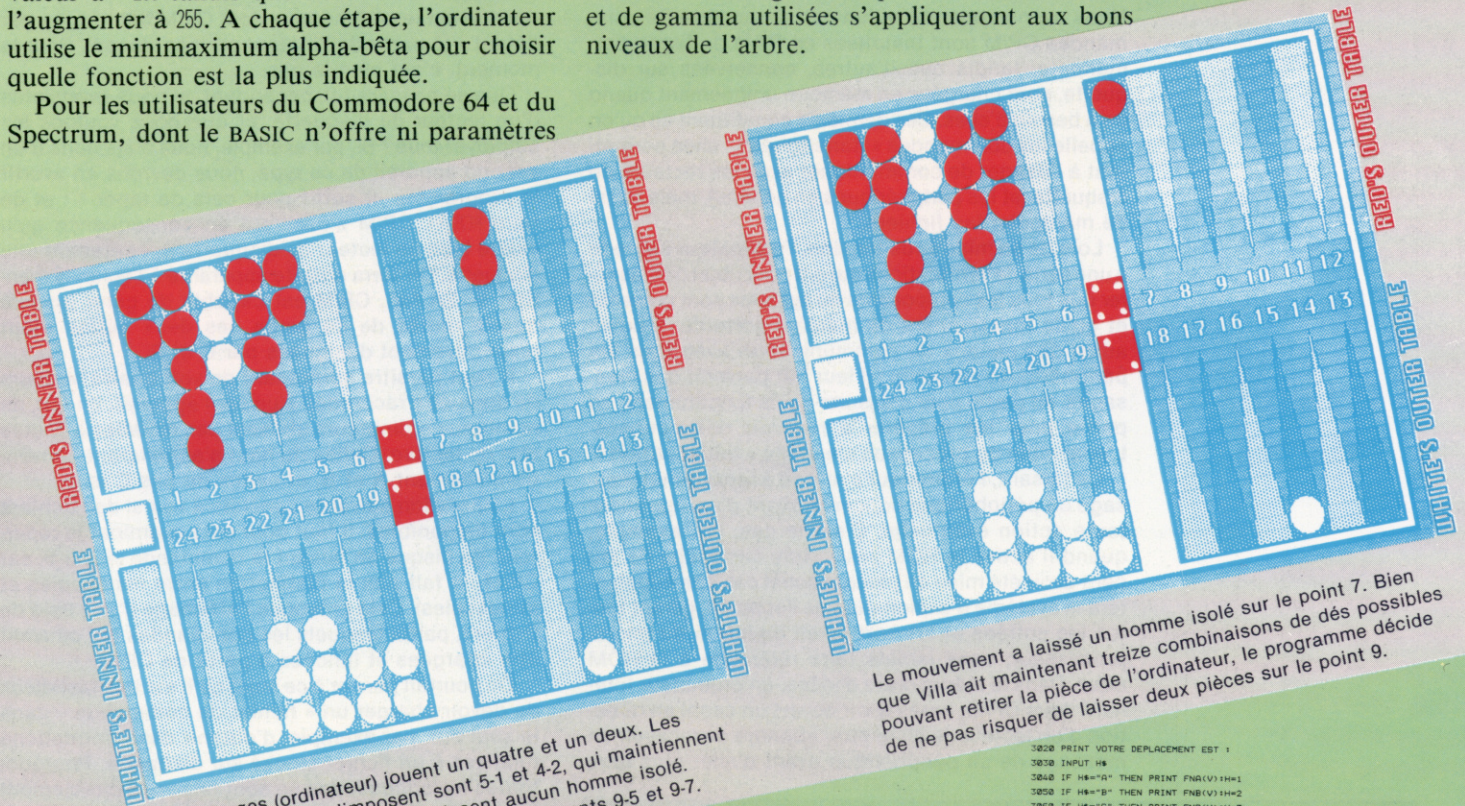 l'augmenter à 255. A chaque étape, l'ordinateur
utilise le minimaximum alpha-bêta pour choisir
quelle fonction est la plus indiquée.
Pour les utilisateurs du Commodore 64 et du
Spectrum, dont le BASIC n'offre ni paramètres
et de gamma utilisées s'appliqueront aux bons
niveaux de l'arbre.
RED'S INNER TABLE
RED'S OUTER TABLE
1 2 3 4 5 6 7 8 9 10 11 12
24 23 22 21 20 19 18 17 16 15 14 13
WHITE'S INNER TABLE
WHITE'S OUTER TABLE
RED'S INNER TABLE
RED'S OUTER TABLE
1 2 3 4 5 6 7 8 9 10 11 12
24 23 22 21 20 19 18 17 16 15 14 13
WHITE'S INNER TABLE
WHITE'S OUTER TABLE
(ordinateur) jouent un quatre et un deux. Les
sont 5-1 et 4-2, qui maintiennent
aucun homme isolé.
9-5 et 9-7.
Le mouvement a laissé un homme isolé sur le point 7. Bien
que Villa ait maintenant treize combinaisons de dés possibles
pouvant retirer la pièce de l'ordinateur, le programme décide
de ne pas risquer de laisser deux pièces sur le point 9.
3020 PRINT VOTRE DEPLACEMENT EST :
3030 INPUT H$
3040 IF H$="A" THEN PRINT FNA(V):H=1
3050 IF H$="B" THEN PRINT FNB(V):H=2